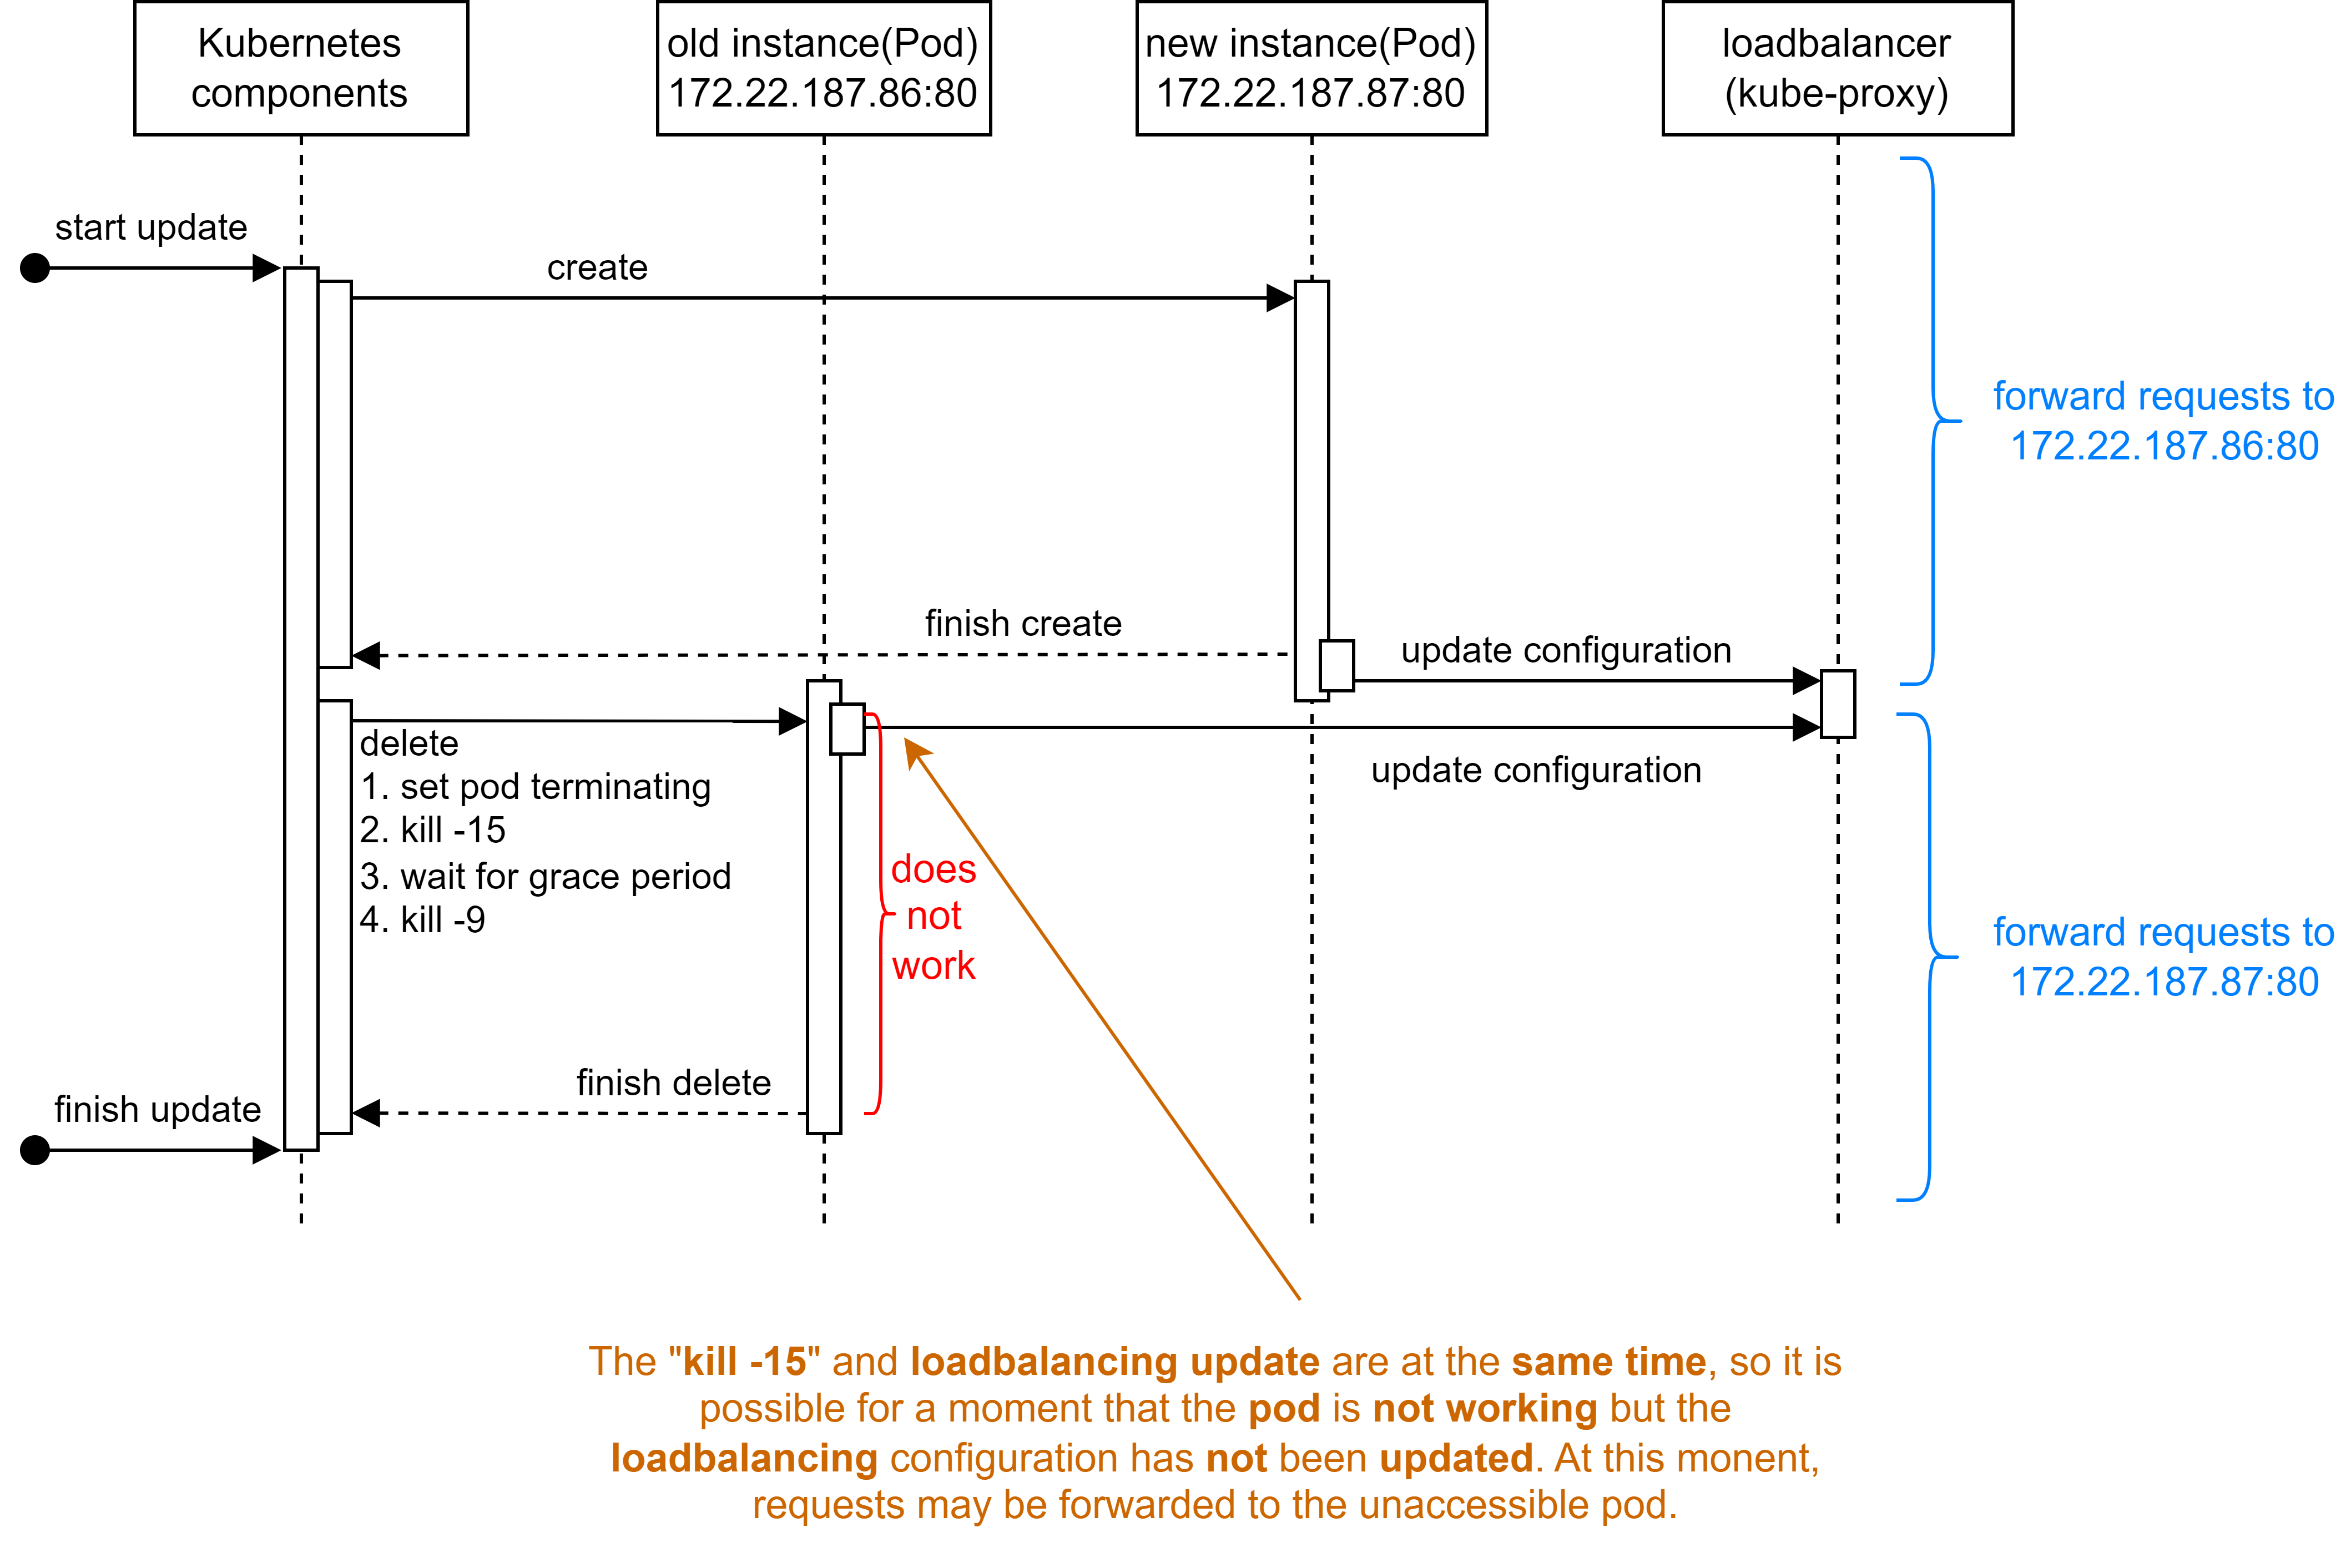 Kubernetes
components
old instance(Pod)
172.22.187.86:80
new instance(Pod)
172.22.187.87:80
loadbalancer
(kube-proxy)
start update
create
forward requests to
172.22.187.86:80
finish create
update configuration
delete
1. set pod terminating
2. kill -15
3. wait for grace period
4. kill -9
update configuration
does
not
work
forward requests to
172.22.187.87:80
finish delete
finish update
The "kill -15" and loadbalancing update are at the same time, so it is
possible for a moment that the pod is not working but the
loadbalancing configuration has not been updated. At this monent,
requests may be forwarded to the unaccessible pod.